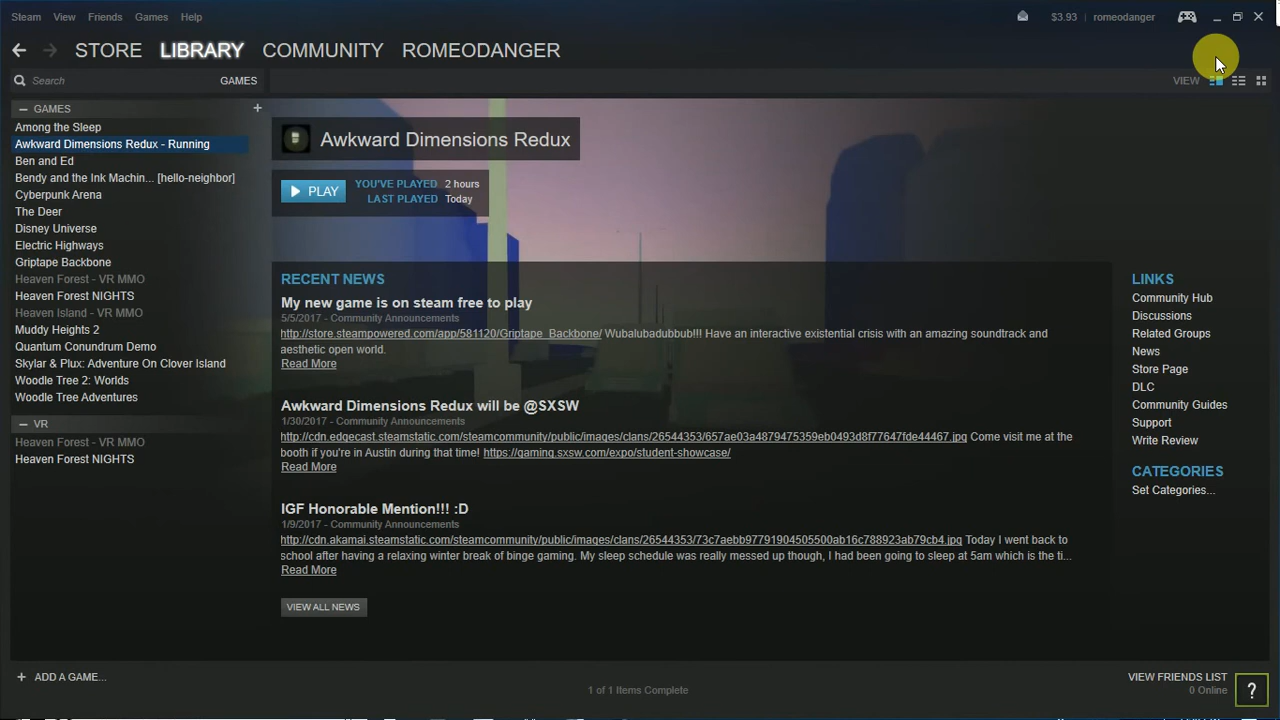 Steam View Friends Games Help
$3.93 romeodanger
STORE LIBRARY COMMUNITY ROMEODANGER
Search GAMES
VIEW
GAMES
Among the Sleep
Awkward Dimensions Redux - Running
Ben and Ed
Bendy and the Ink Machin... [hello-neighbor]
Cyberpunk Arena
The Deer
Disney Universe
Electric Highways
Griptape Backbone
Heaven Forest - VR MMO
Heaven Forest NIGHTS
Heaven Island - VR MMO
Muddy Heights 2
Quantum Conundrum Demo
Skylar & Plux: Adventure On Clover Island
Woodle Tree 2: Worlds
Woodle Tree Adventures
VR
Heaven Forest - VR MMO
Heaven Forest NIGHTS
Awkward Dimensions Redux
PLAY
YOU'VE PLAYED 2 hours
LAST PLAYED Today
RECENT NEWS
My new game is on steam free to play
5/5/2017 - Community Announcements
http://store.steampowered.com/app/581120/Griptape_Backbone/ Wubalubadubbub!!! Have an interactive existential crisis with an amazing soundtrack and
aesthetic open world.
Read More
Awkward Dimensions Redux will be @SXSW
1/30/2017 - Community Announcements
http://cdn.edgecast.steamstatic.com/steamcommunity/public/images/clans/26544353/657ae03a4879475359eb0493d8f77647fde44467.jpg Come visit me at the
booth if you're in Austin during that time! https://gaming.sxsw.com/expo/student-showcase/
Read More
IGF Honorable Mention!!! :D
1/9/2017 - Community Announcements
http://cdn.akamai.steamstatic.com/steamcommunity/public/images/clans/26544353/73c7aebb97791904505500ab16c788923ab79cb4.jpg Today I went back to
school after having a relaxing winter break of binge gaming. My sleep schedule was really messed up though, I had been going to sleep at 5am which is the ti...
Read More
VIEW ALL NEWS
LINKS
Community Hub
Discussions
Related Groups
News
Store Page
DLC
Community Guides
Support
Write Review
CATEGORIES
Set Categories...
+ ADD A GAME...
1 of 1 Items Complete
VIEW FRIENDS LIST
0 Online
?